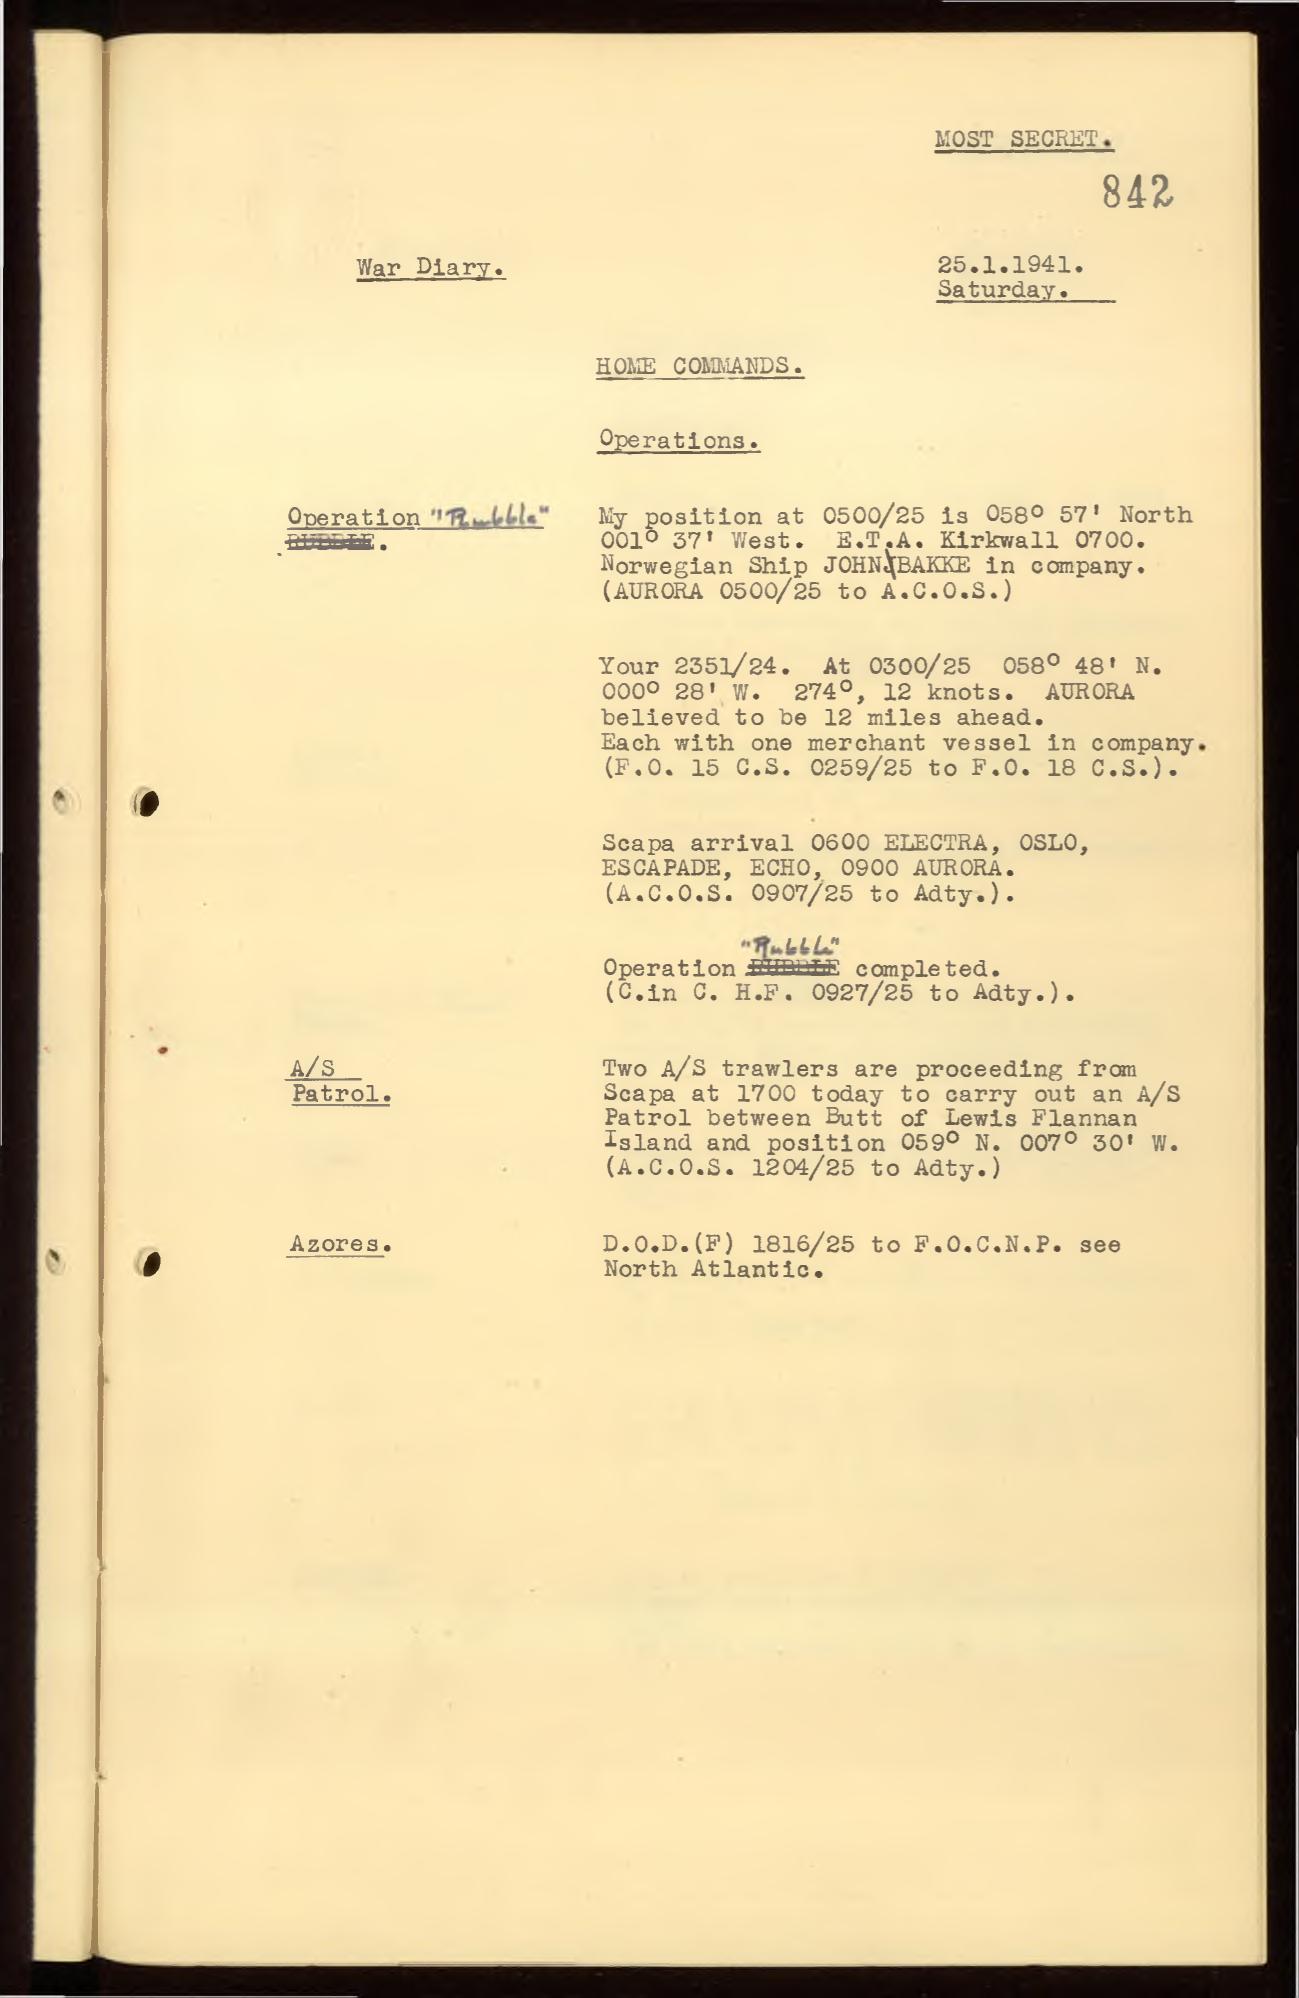 MOST SECRET.
842
War Diary.
25.1.1941.
Saturday.
HOME COMMANDS.
Operations.
Operation "Rubble"
RUBBLE.
My position at 0500/25 is 058° 57' North
001° 37' West. E.T.A. Kirkwall 0700.
Norwegian Ship JOHN BAKKE in company.
(AURORA 0500/25 to A.C.O.S.)
Your 2351/24. At 0300/25 058° 48' N.
000° 28' W. 274°, 12 knots. AURORA
believed to be 12 miles ahead.
Each with one merchant vessel in company.
(F.O. 15 C.S. 0259/25 to F.O. 18 C.S.).
Scapa arrival 0600 ELECTRA, OSLO,
ESCAPADE, ECHO, 0900 AURORA.
(A.C.O.S. 0907/25 to Adty.).
"Rubble"
Operation RUBBLE completed.
(C.in C. H.F. 0927/25 to Adty.).
A/S
Patrol.
Two A/S trawlers are proceeding from
Scapa at 1700 today to carry out an A/S
Patrol between Butt of Lewis Flannan
Island and position 059° N. 007° 30' W.
(A.C.O.S. 1204/25 to Adty.)
Azores.
D.O.D.(F) 1816/25 to F.O.C.N.P. see
North Atlantic.